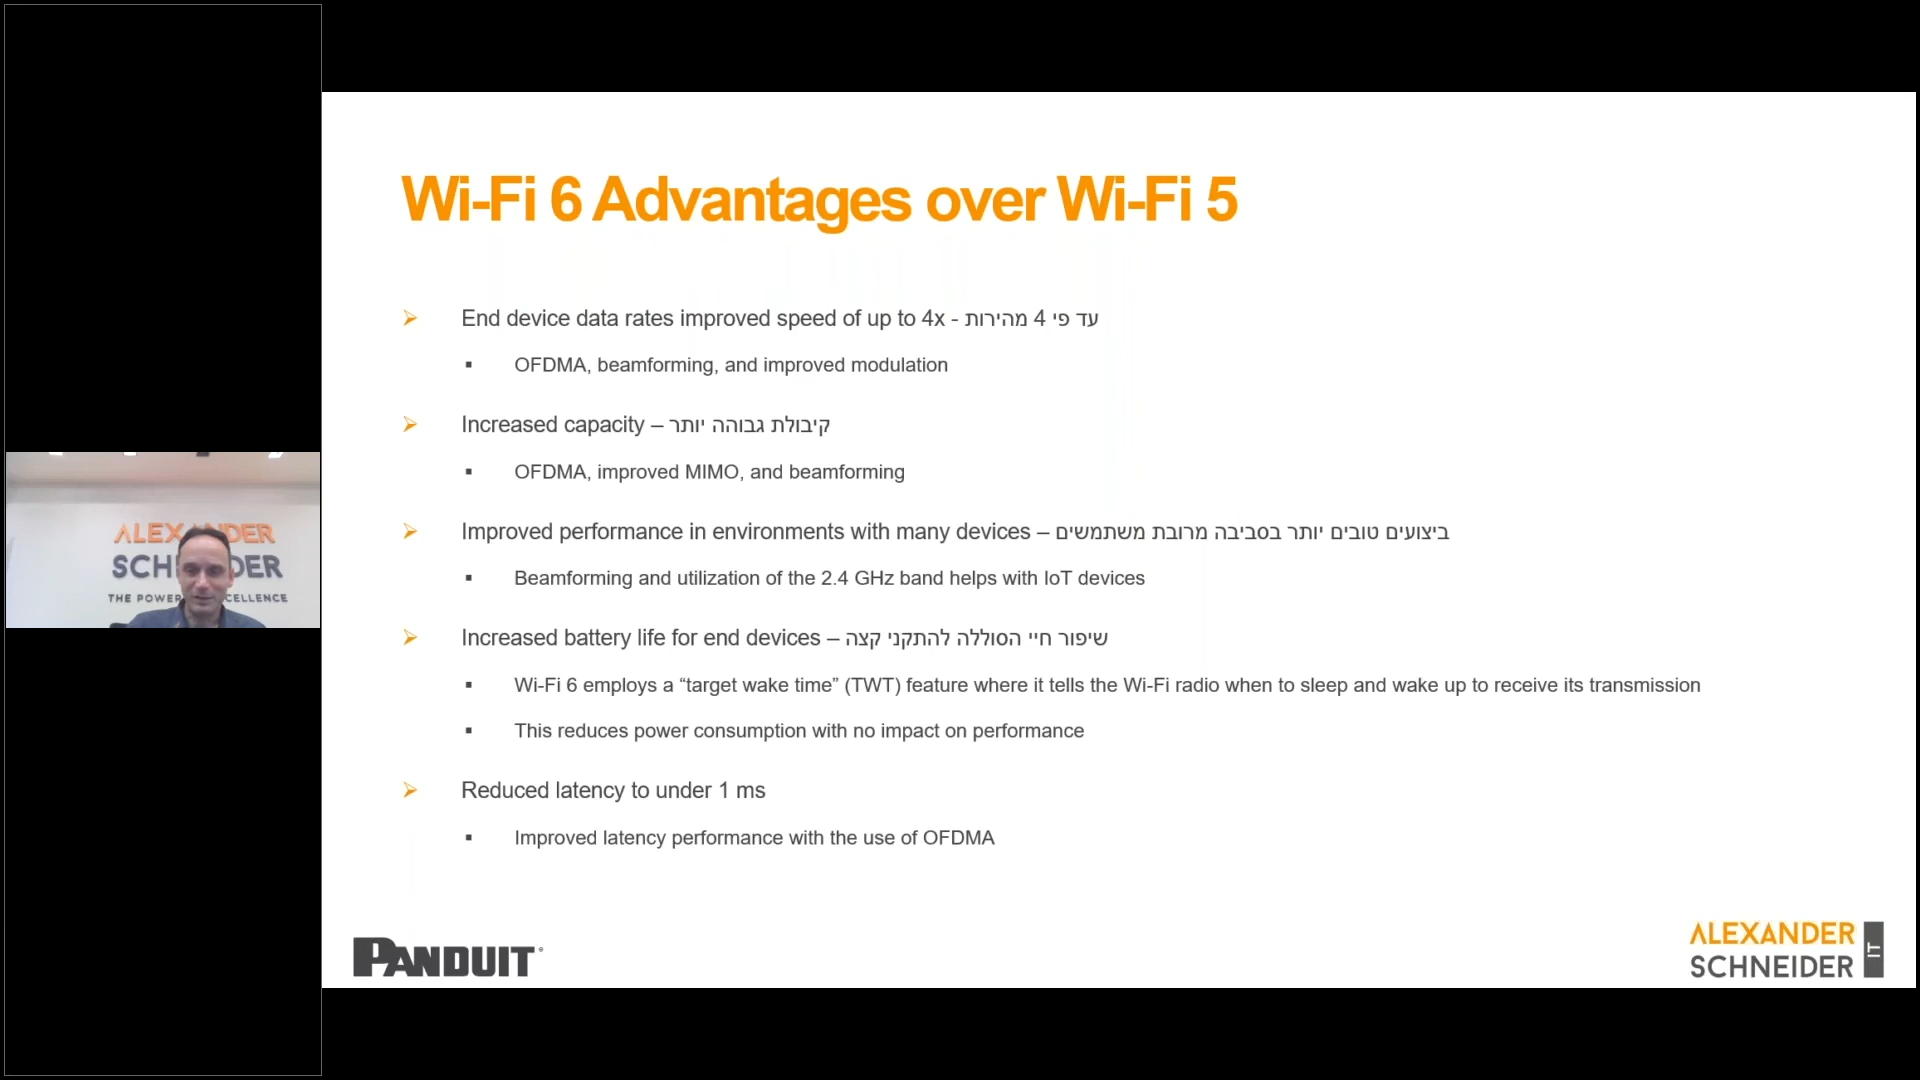 Wi-Fi 6 Advantages over Wi-Fi 5
End device data rates improved speed of up to 4x - עד פי 4 מהירות
OFDMA, beamforming, and improved modulation
Increased capacity – קיבולת גבוהה יותר
OFDMA, improved MIMO, and beamforming
Improved performance in environments with many devices – ביצועים טובים יותר בסביבה מרובת משתמשים
Beamforming and utilization of the 2.4 GHz band helps with IoT devices
Increased battery life for end devices – שיפור חיי הסוללה להתקני קצה
Wi-Fi 6 employs a “target wake time” (TWT) feature where it tells the Wi-Fi radio when to sleep and wake up to receive its transmission
This reduces power consumption with no impact on performance
Reduced latency to under 1 ms
Improved latency performance with the use of OFDMA
PANDUIT
ALEXANDER
SCHNEIDER
IT
THE POWER